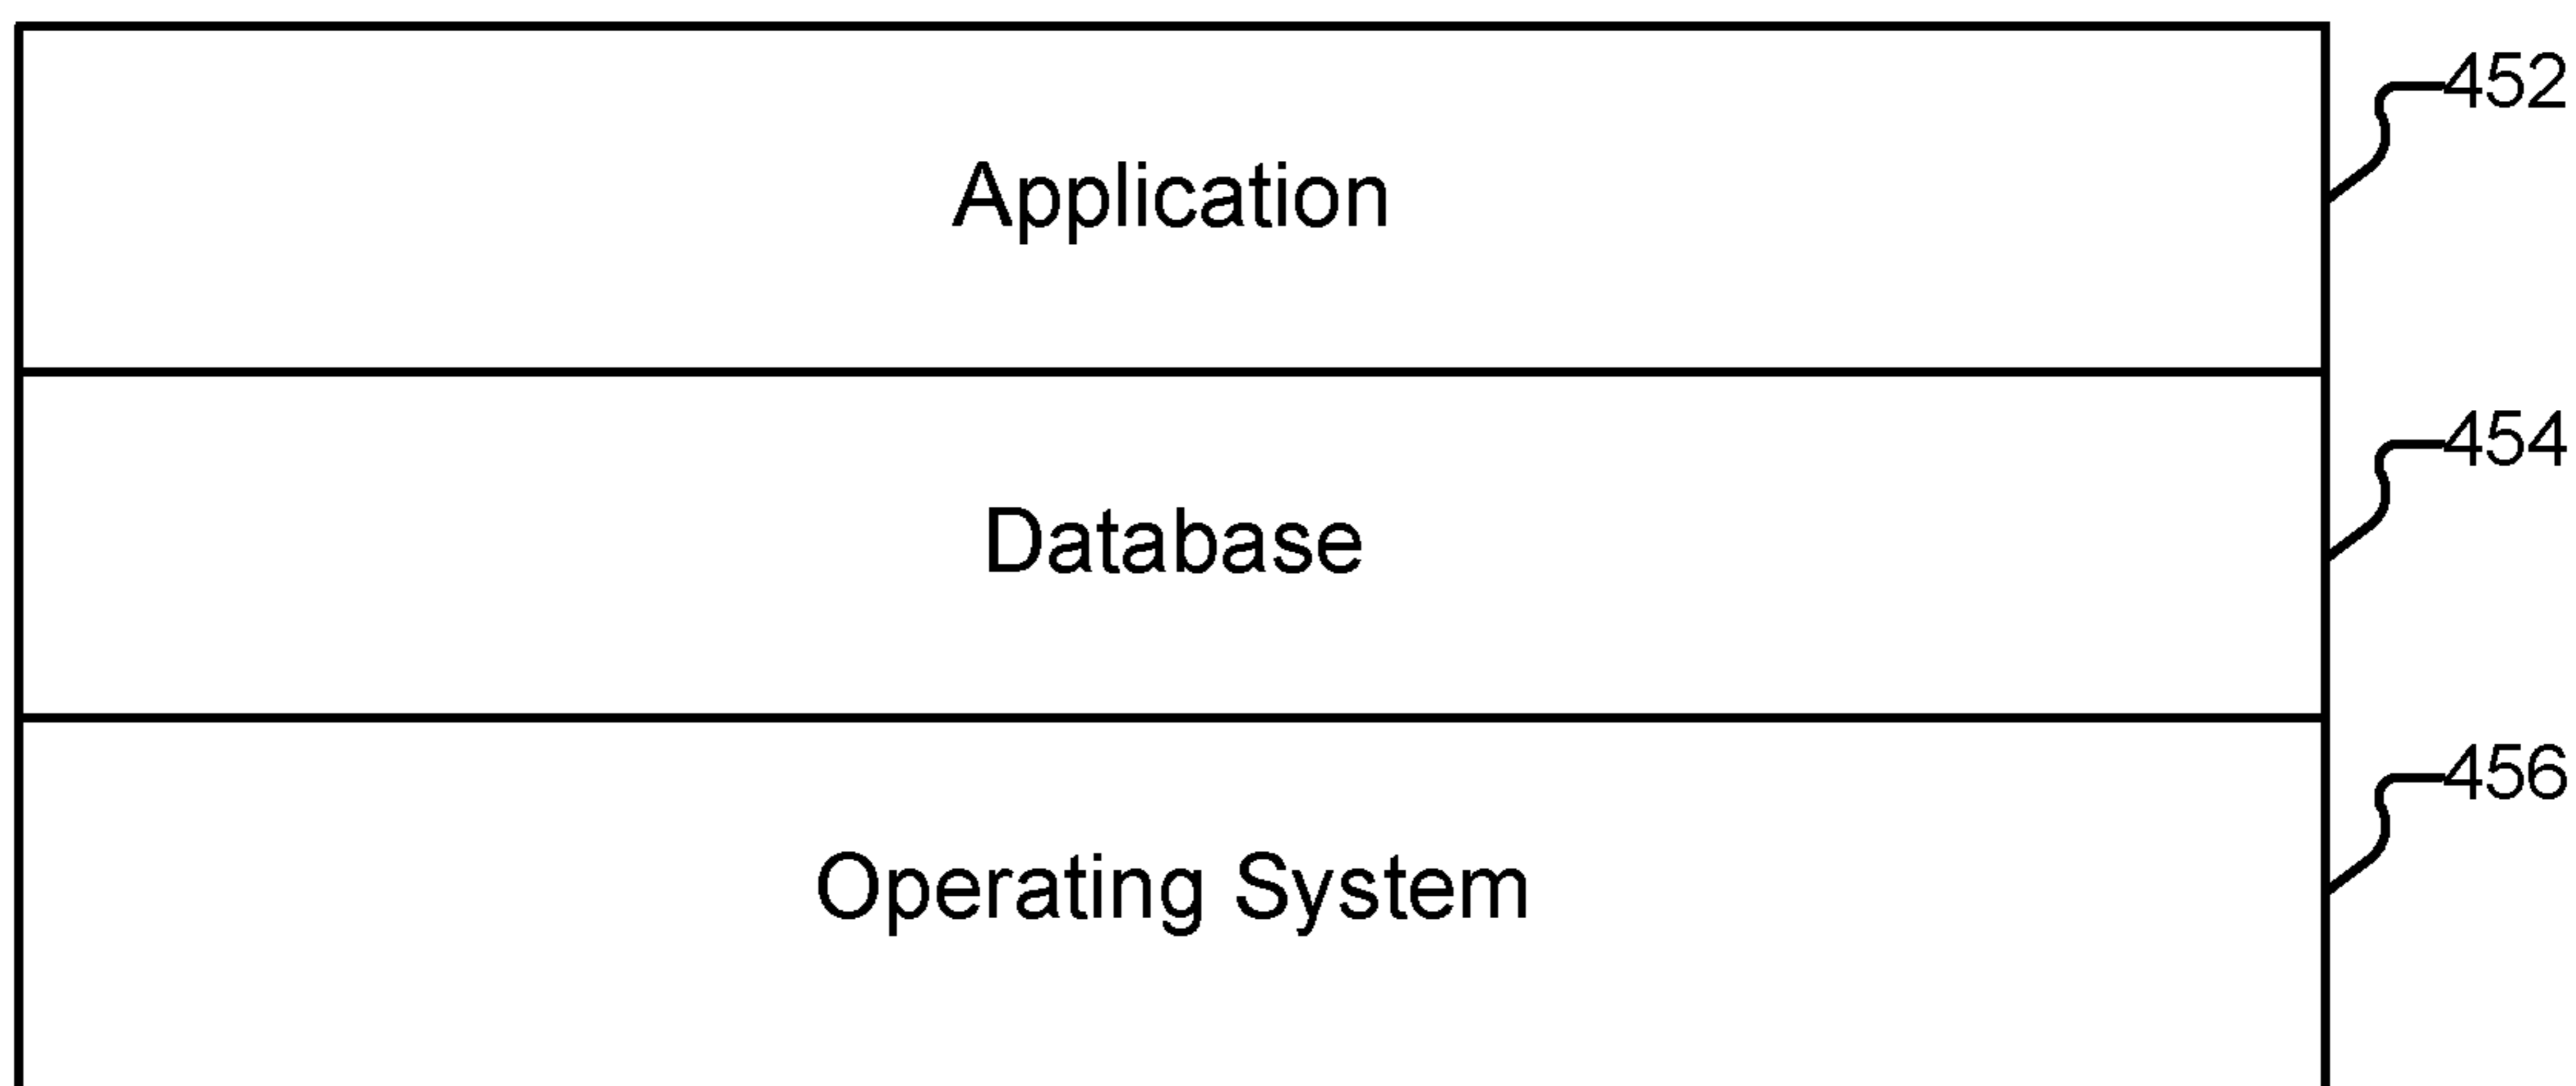 452
Application
454
Database
456
Operating System